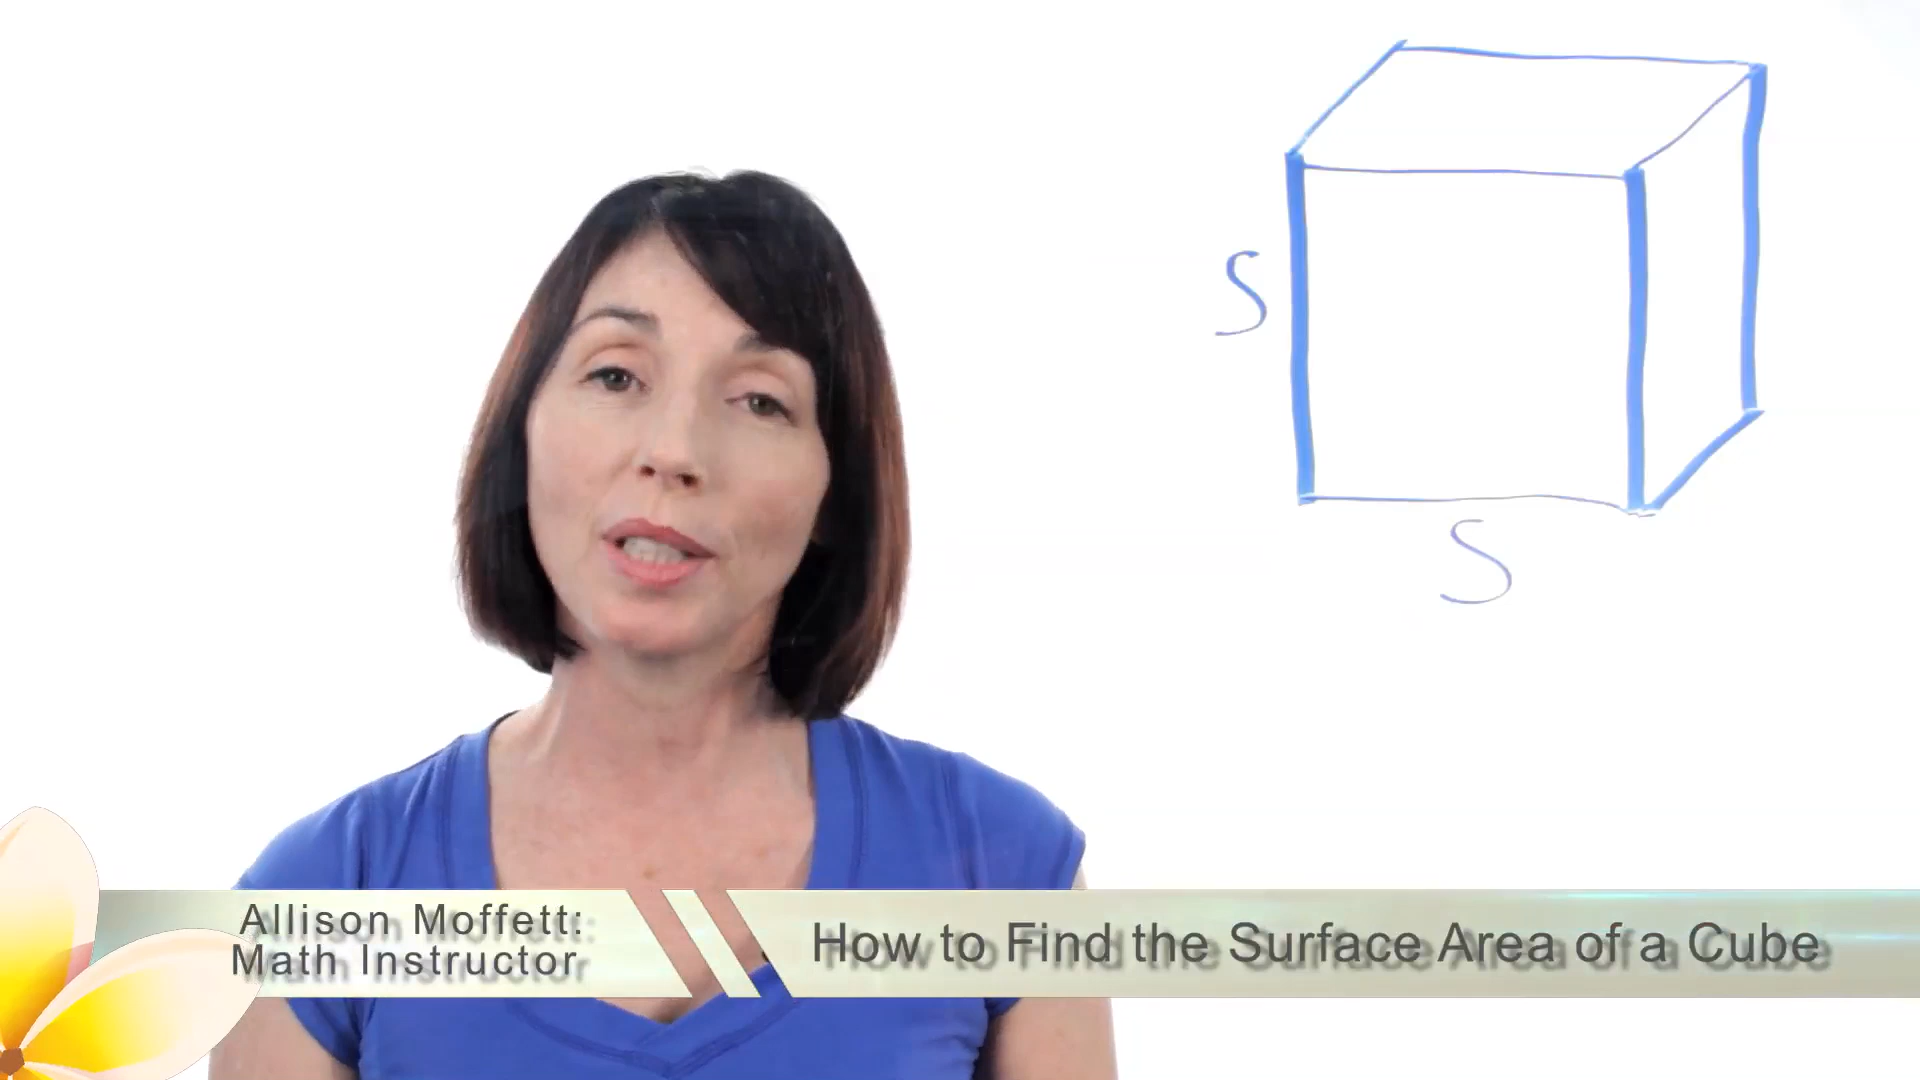 S
S
Allison Moffett:
Math Instructor
How to Find the Surface Area of a Cube